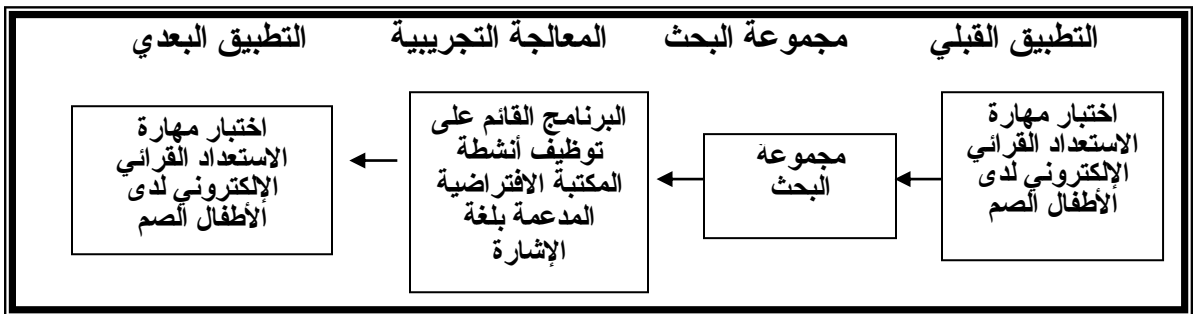 التطبيق القبلي مجموعة البحث المعالجة التجريبية التطبيق البعدي
اختبار مهارة
الاستعداد القرائي
الإلكتروني لدى
الأطفال الصم
مجموعة
البحث
البرنامج القائم على
توظيف أنشطة
المكتبة الافتراضية
المدعمة بلغة
الإشارة
اختبار مهارة
الاستعداد القرائي
الإلكتروني لدى
الأطفال الصم